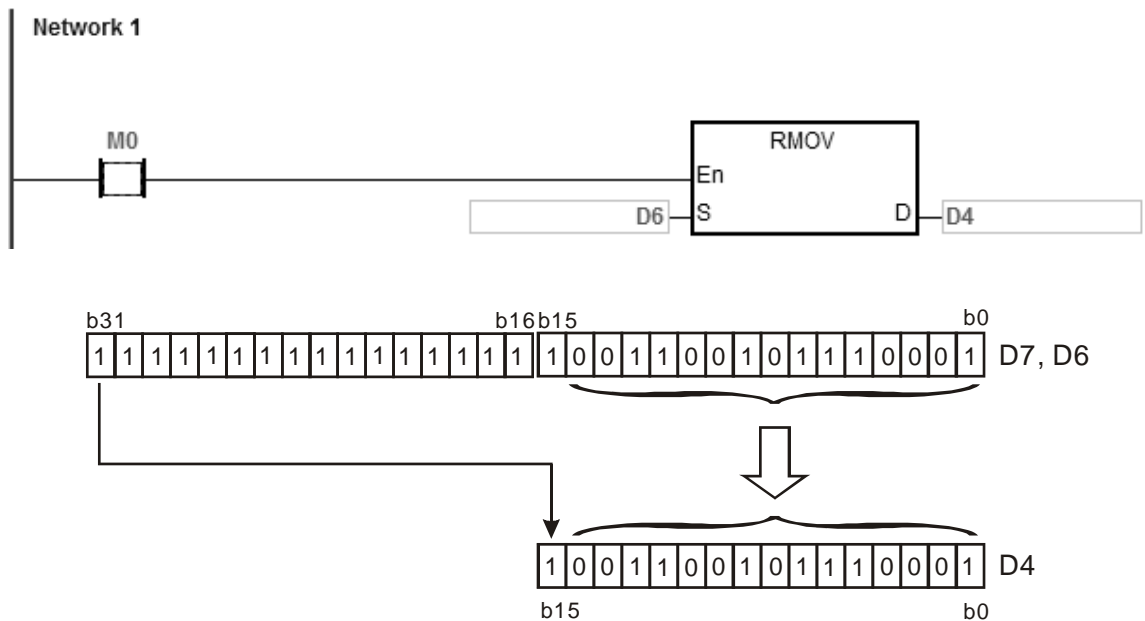 Network 1
M0
RMOV
En
D6 S D D4
b31 b16 b15 b0
1 1 1 1 1 1 1 1 1 1 1 1 1 1 1 1 1 0 0 1 1 0 0 1 0 1 1 1 0 0 0 1 D7, D6
1 0 0 1 1 0 0 1 0 1 1 1 0 0 0 1 D4
b15 b0